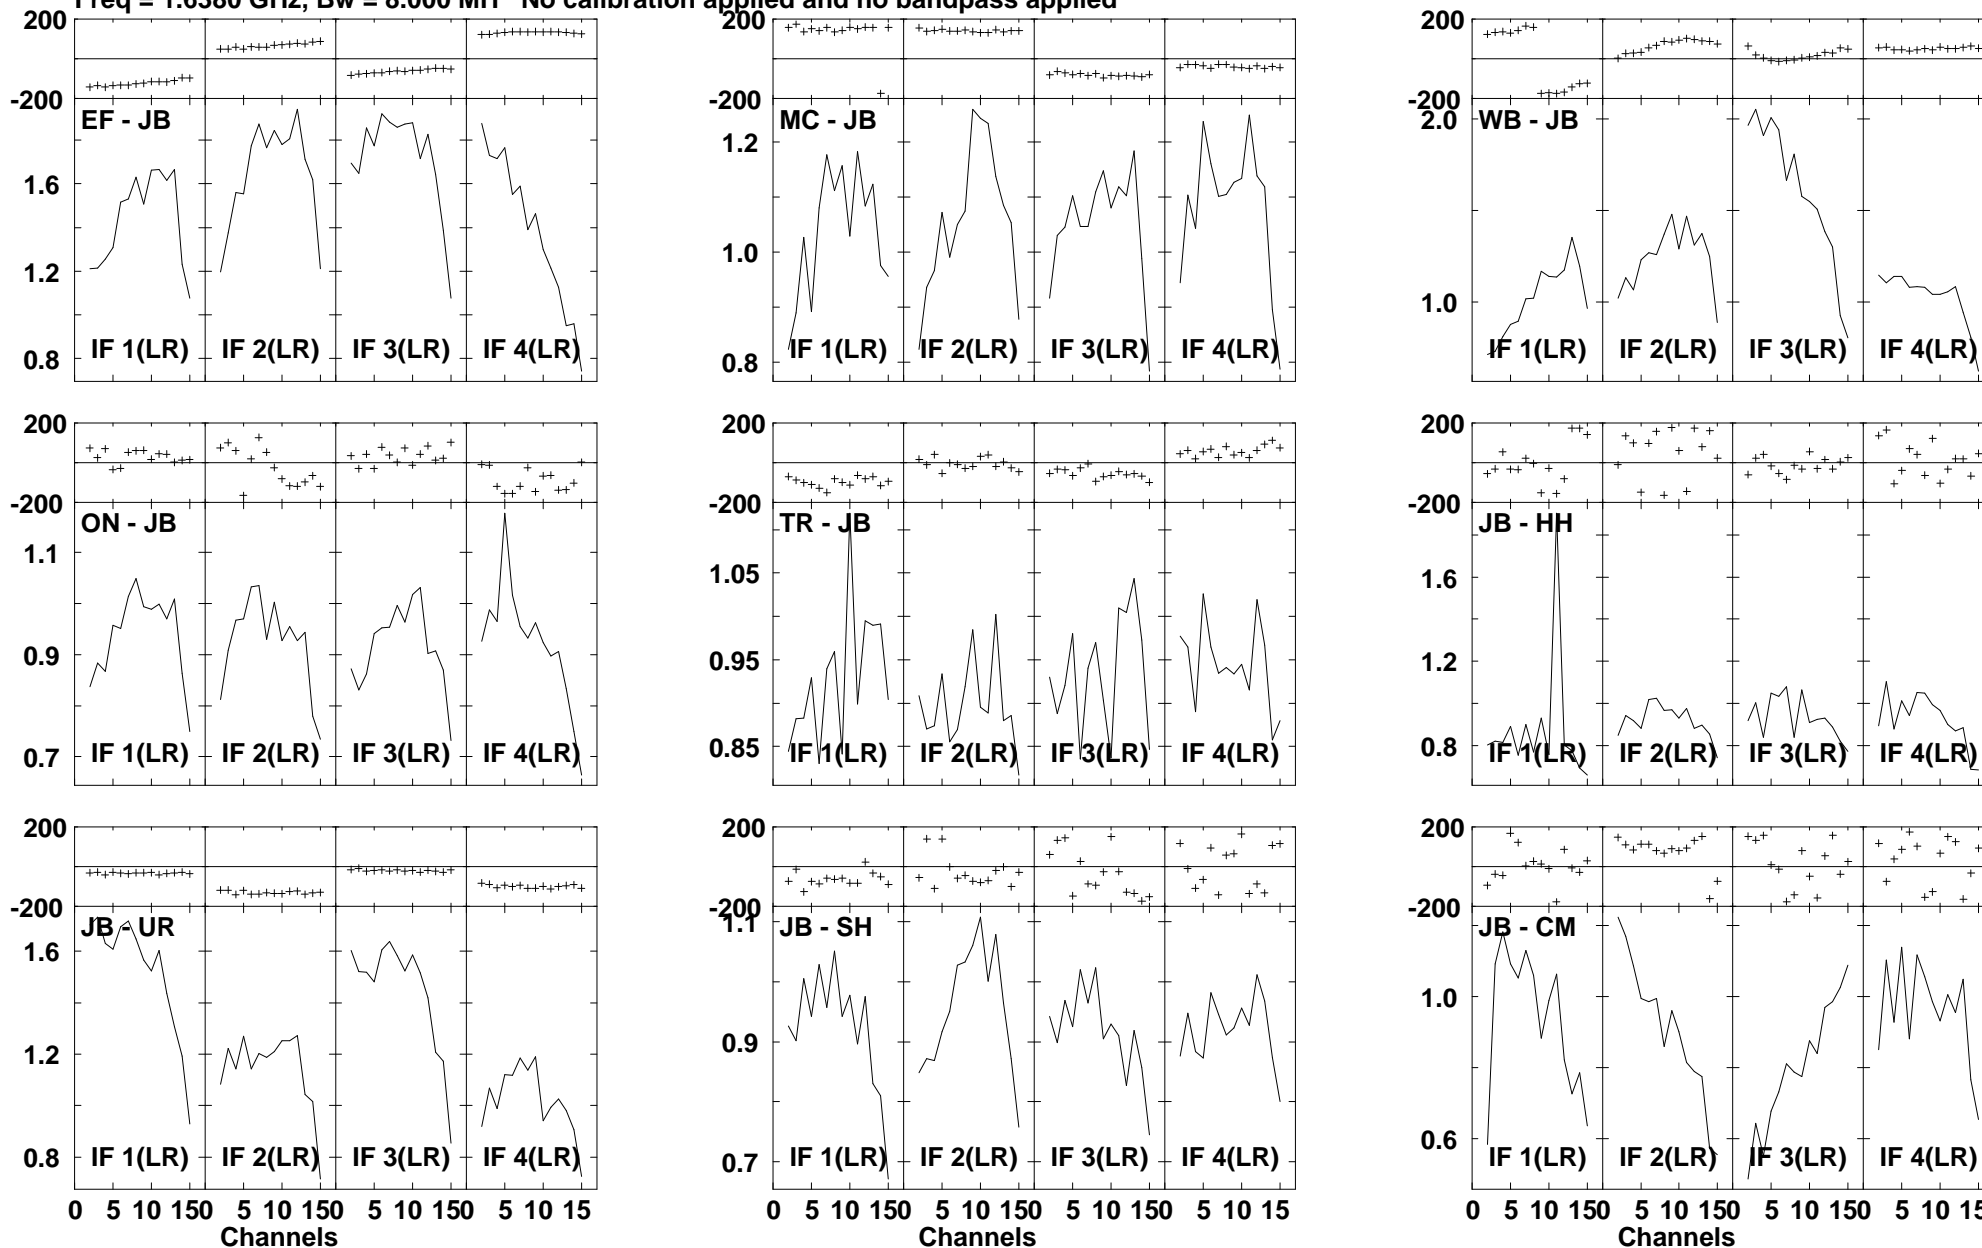 Freq = 1.6380 GHz, Bw = 8.000 MH No calibration applied and no bandpass applied
200
-200
EF - JB
1.6
1.2
0.8
IF 1(LR) IF 2(LR) IF 3(LR) IF 4(LR)
200
-200
MC - JB
1.2
1.0
0.8
IF 1(LR) IF 2(LR) IF 3(LR) IF 4(LR)
200
-200
WB - JB
2.0
1.0
IF 1(LR) IF 2(LR) IF 3(LR) IF 4(LR)
200
-200
ON - JB
1.1
0.9
0.7
IF 1(LR) IF 2(LR) IF 3(LR) IF 4(LR)
200
-200
TR - JB
1.05
0.95
0.85
IF 1(LR) IF 2(LR) IF 3(LR) IF 4(LR)
200
-200
JB - HH
1.6
1.2
0.8
IF 1(LR) IF 2(LR) IF 3(LR) IF 4(LR)
200
-200
JB - UR
1.6
1.2
0.8
IF 1(LR) IF 2(LR) IF 3(LR) IF 4(LR)
0 5 10 150 5 10 150 5 10 150 5 10 15
Channels
200
-200
JB - SH
1.1
0.9
0.7
IF 1(LR) IF 2(LR) IF 3(LR) IF 4(LR)
0 5 10 150 5 10 150 5 10 150 5 10 15
Channels
200
-200
JB - CM
1.0
0.6
IF 1(LR) IF 2(LR) IF 3(LR) IF 4(LR)
0 5 10 150 5 10 150 5 10 150 5 10 15
Channels